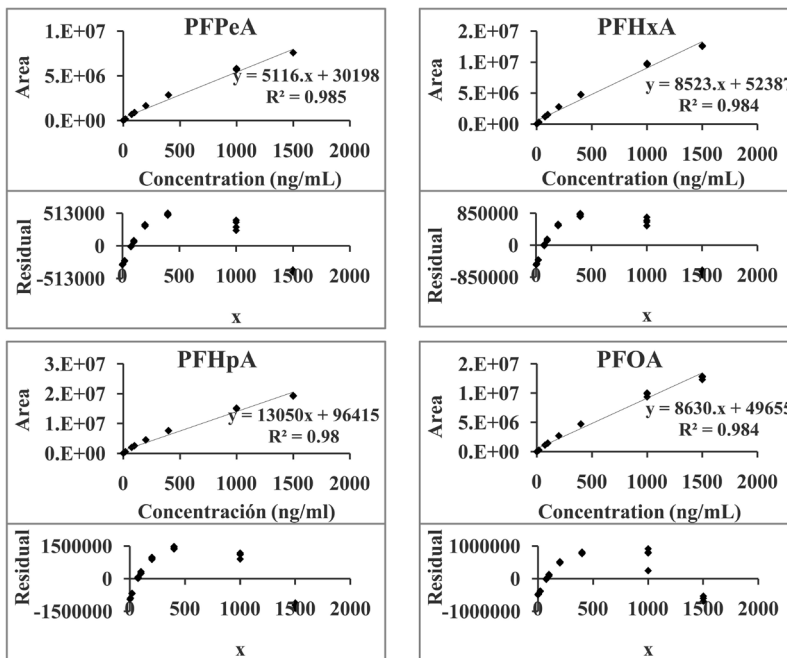 PFPeA
1.E+07
5.E+06
0.E+00
Area
y = 5116.x + 30198
R² = 0.985
0 500 1000 1500 2000
Concentration (ng/mL)
513000
0
-513000
Residual
0 500 1000 1500 2000
x
PFHxA
2.E+07
1.E+07
5.E+06
0.E+00
Area
y = 8523.x + 52387
R² = 0.984
0 500 1000 1500 2000
Concentration (ng/mL)
850000
0
-850000
Residual
0 500 1000 1500 2000
x
PFHpA
3.E+07
2.E+07
1.E+07
0.E+00
Area
y = 13050x + 96415
R² = 0.98
0 500 1000 1500 2000
Concentración (ng/ml)
1500000
0
-1500000
Residual
0 500 1000 1500 2000
x
PFOA
2.E+07
1.E+07
5.E+06
0.E+00
Area
y = 8630.x + 49655
R² = 0.984
0 500 1000 1500 2000
Concentration (ng/mL)
1000000
0
-1000000
Residual
0 500 1000 1500 2000
x